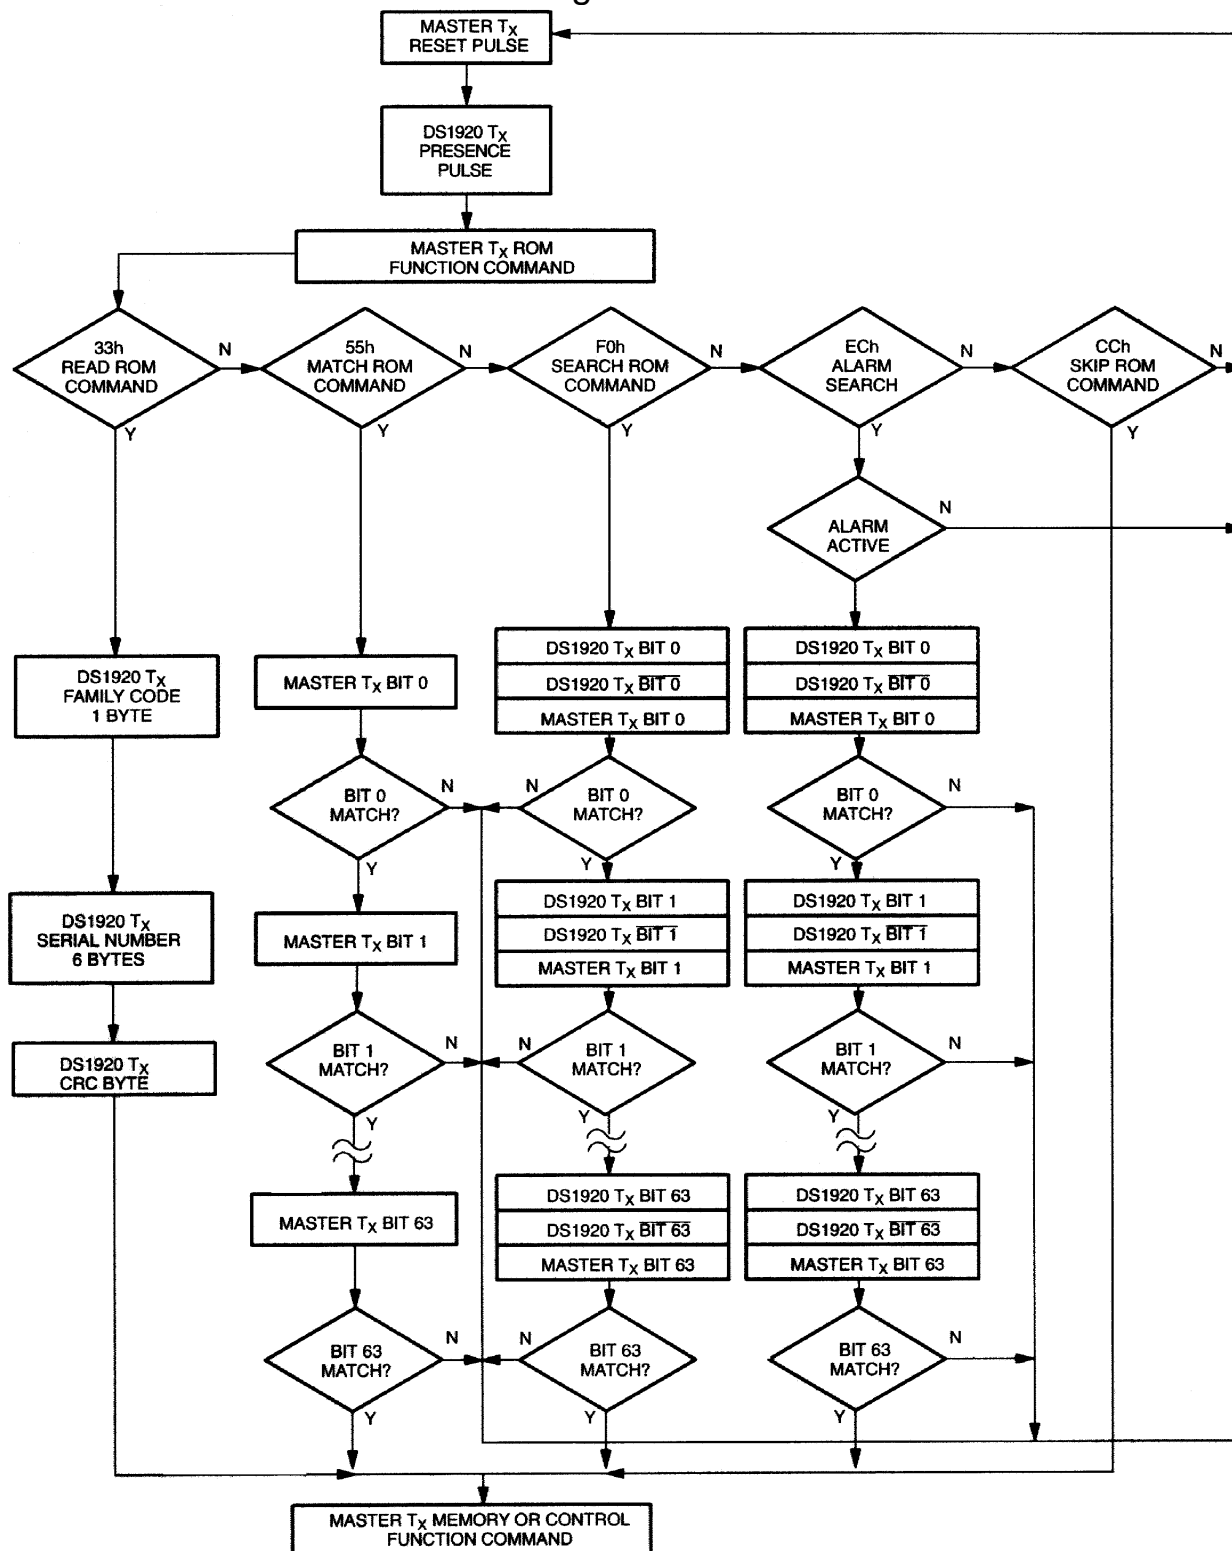 MASTER TX
RESET PULSE
DS1920 TX
PRESENCE
PULSE
MASTER TX ROM
FUNCTION COMMAND
33h
READ ROM
COMMAND
N
Y
55h
MATCH ROM
COMMAND
N
Y
F0h
SEARCH ROM
COMMAND
N
Y
ECh
ALARM
SEARCH
N
Y
CCh
SKIP ROM
COMMAND
N
Y
ALARM
ACTIVE
N
DS1920 TX
FAMILY CODE
1 BYTE
DS1920 TX
SERIAL NUMBER
6 BYTES
DS1920 TX
CRC BYTE
MASTER TX BIT 0
BIT 0
MATCH?
N
Y
MASTER TX BIT 1
BIT 1
MATCH?
N
Y
MASTER TX BIT 63
BIT 63
MATCH?
N
Y
DS1920 TX BIT 0
DS1920 TX B̅I̅T̅ ̅0̅
MASTER TX BIT 0
BIT 0
MATCH?
N
Y
DS1920 TX BIT 1
DS1920 TX B̅I̅T̅ ̅1̅
MASTER TX BIT 1
BIT 1
MATCH?
N
Y
DS1920 TX BIT 63
DS1920 TX B̅I̅T̅ ̅6̅3̅
MASTER TX BIT 63
BIT 63
MATCH?
N
Y
DS1920 TX BIT 0
DS1920 TX B̅I̅T̅ ̅0̅
MASTER TX BIT 0
BIT 0
MATCH?
N
Y
DS1920 TX BIT 1
DS1920 TX B̅I̅T̅ ̅1̅
MASTER TX BIT 1
BIT 1
MATCH?
N
Y
DS1920 TX BIT 63
DS1920 TX B̅I̅T̅ ̅6̅3̅
MASTER TX BIT 63
BIT 63
MATCH?
N
Y
MASTER TX MEMORY OR CONTROL
FUNCTION COMMAND